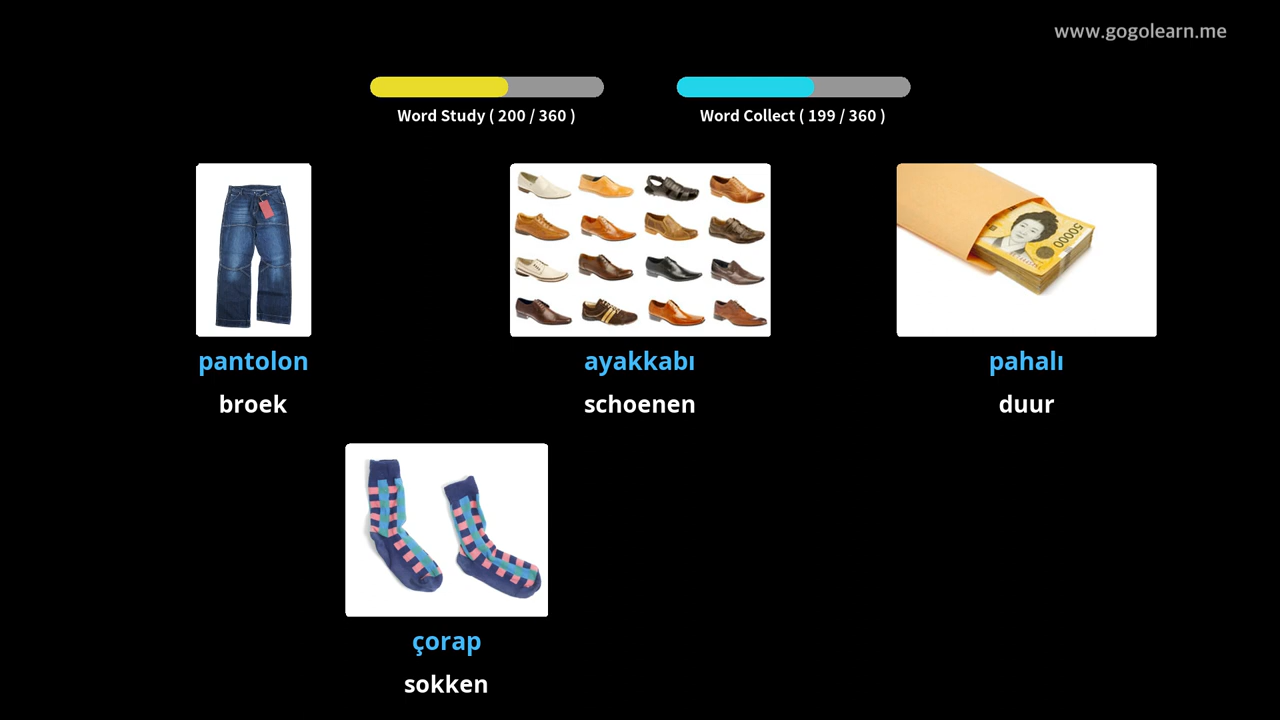 www.gogolearn.me
Word Study ( 200 / 360 )
Word Collect ( 199 / 360 )
50000
pantolon
ayakkabı
pahalı
broek
schoenen
duur
çorap
sokken